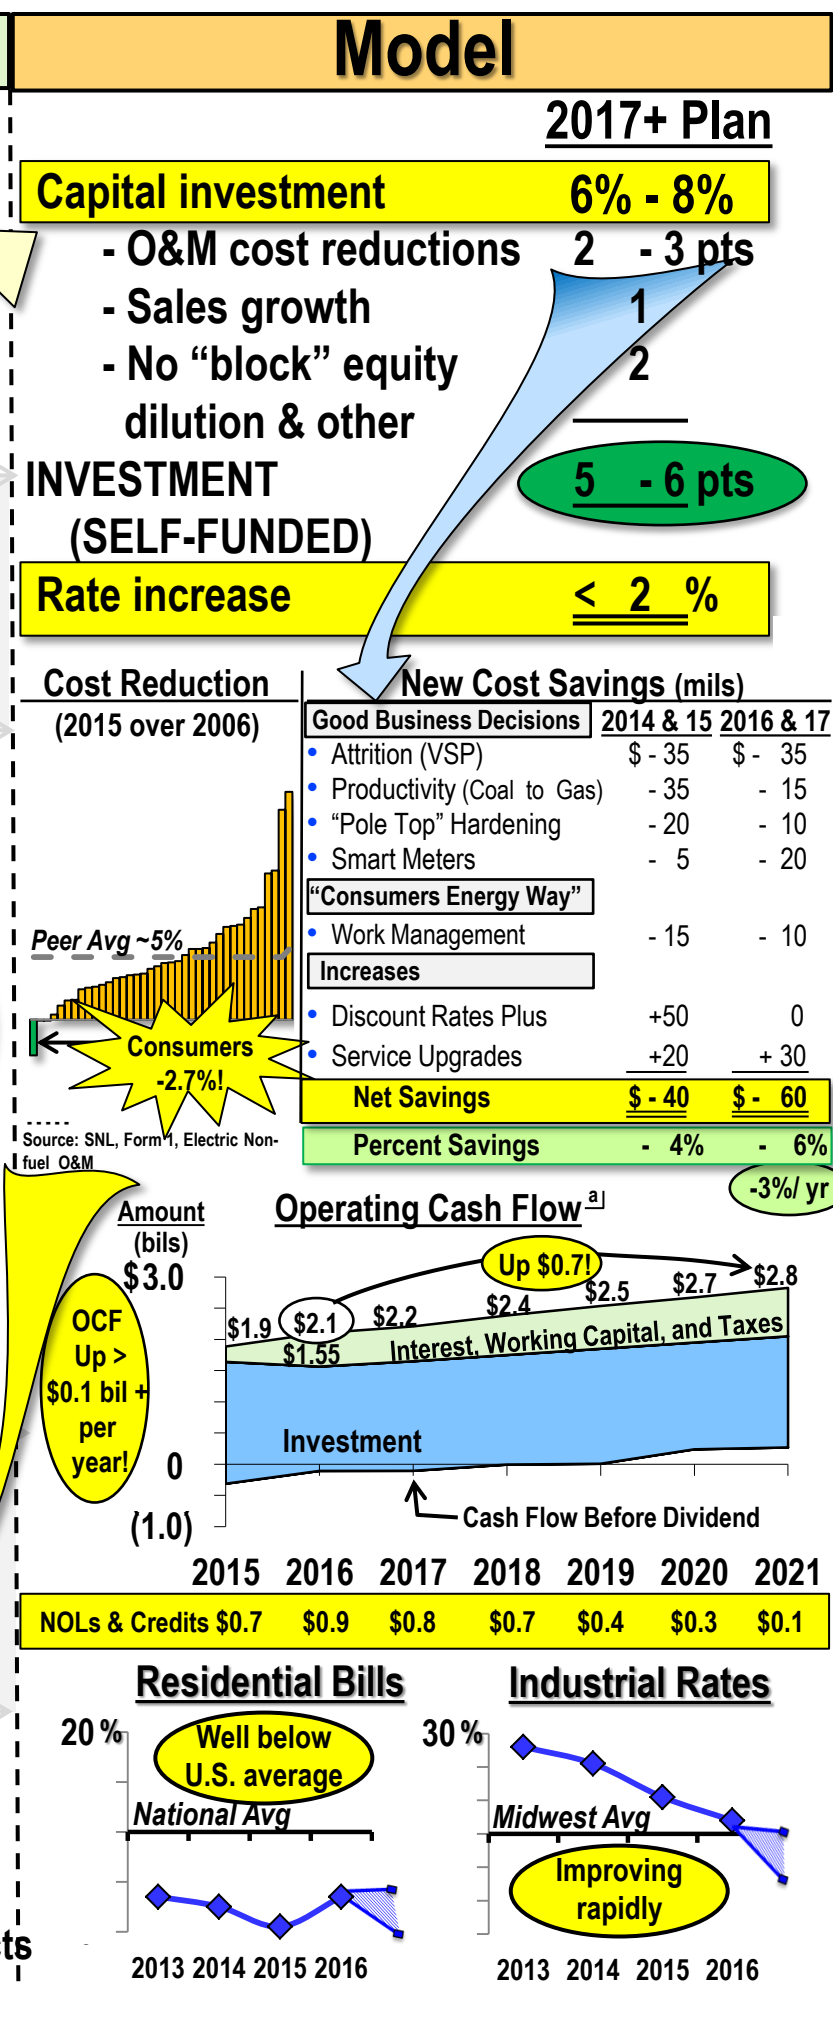 Model
2017+ Plan
Capital investment 6% - 8%
- O&M cost reductions 2 - 3 pts
- Sales growth 1
- No “block” equity 2
dilution & other
INVESTMENT 5 - 6 pts
(SELF-FUNDED)
Rate increase < 2 %
Cost Reduction
(2015 over 2006)
Peer Avg ~5%
Consumers
-2.7%!
Source: SNL, Form 1, Electric Non-
fuel O&M
New Cost Savings (mils)
Good Business Decisions 2014 & 15 2016 & 17
• Attrition (VSP) $ - 35 $ - 35
• Productivity (Coal to Gas) - 35 - 15
• “Pole Top” Hardening - 20 - 10
• Smart Meters - 5 - 20
“Consumers Energy Way”
• Work Management - 15 - 10
Increases
• Discount Rates Plus +50 0
• Service Upgrades +20 + 30
Net Savings $ - 40 $ - 60
Percent Savings - 4% - 6%
-3%/ yr
Operating Cash Flow a
Amount
(bils)
$3.0
0
(1.0)
OCF
Up >
$0.1 bil +
per
year!
Up $0.7!
$1.9 $2.1 $2.2 $2.4 $2.5 $2.7 $2.8
$1.55
Interest, Working Capital, and Taxes
Investment
Cash Flow Before Dividend
2015 2016 2017 2018 2019 2020 2021
NOLs & Credits $0.7 $0.9 $0.8 $0.7 $0.4 $0.3 $0.1
Residential Bills
20 %
Well below
U.S. average
National Avg
2013 2014 2015 2016
Industrial Rates
30 %
Midwest Avg
Improving
rapidly
2013 2014 2015 2016